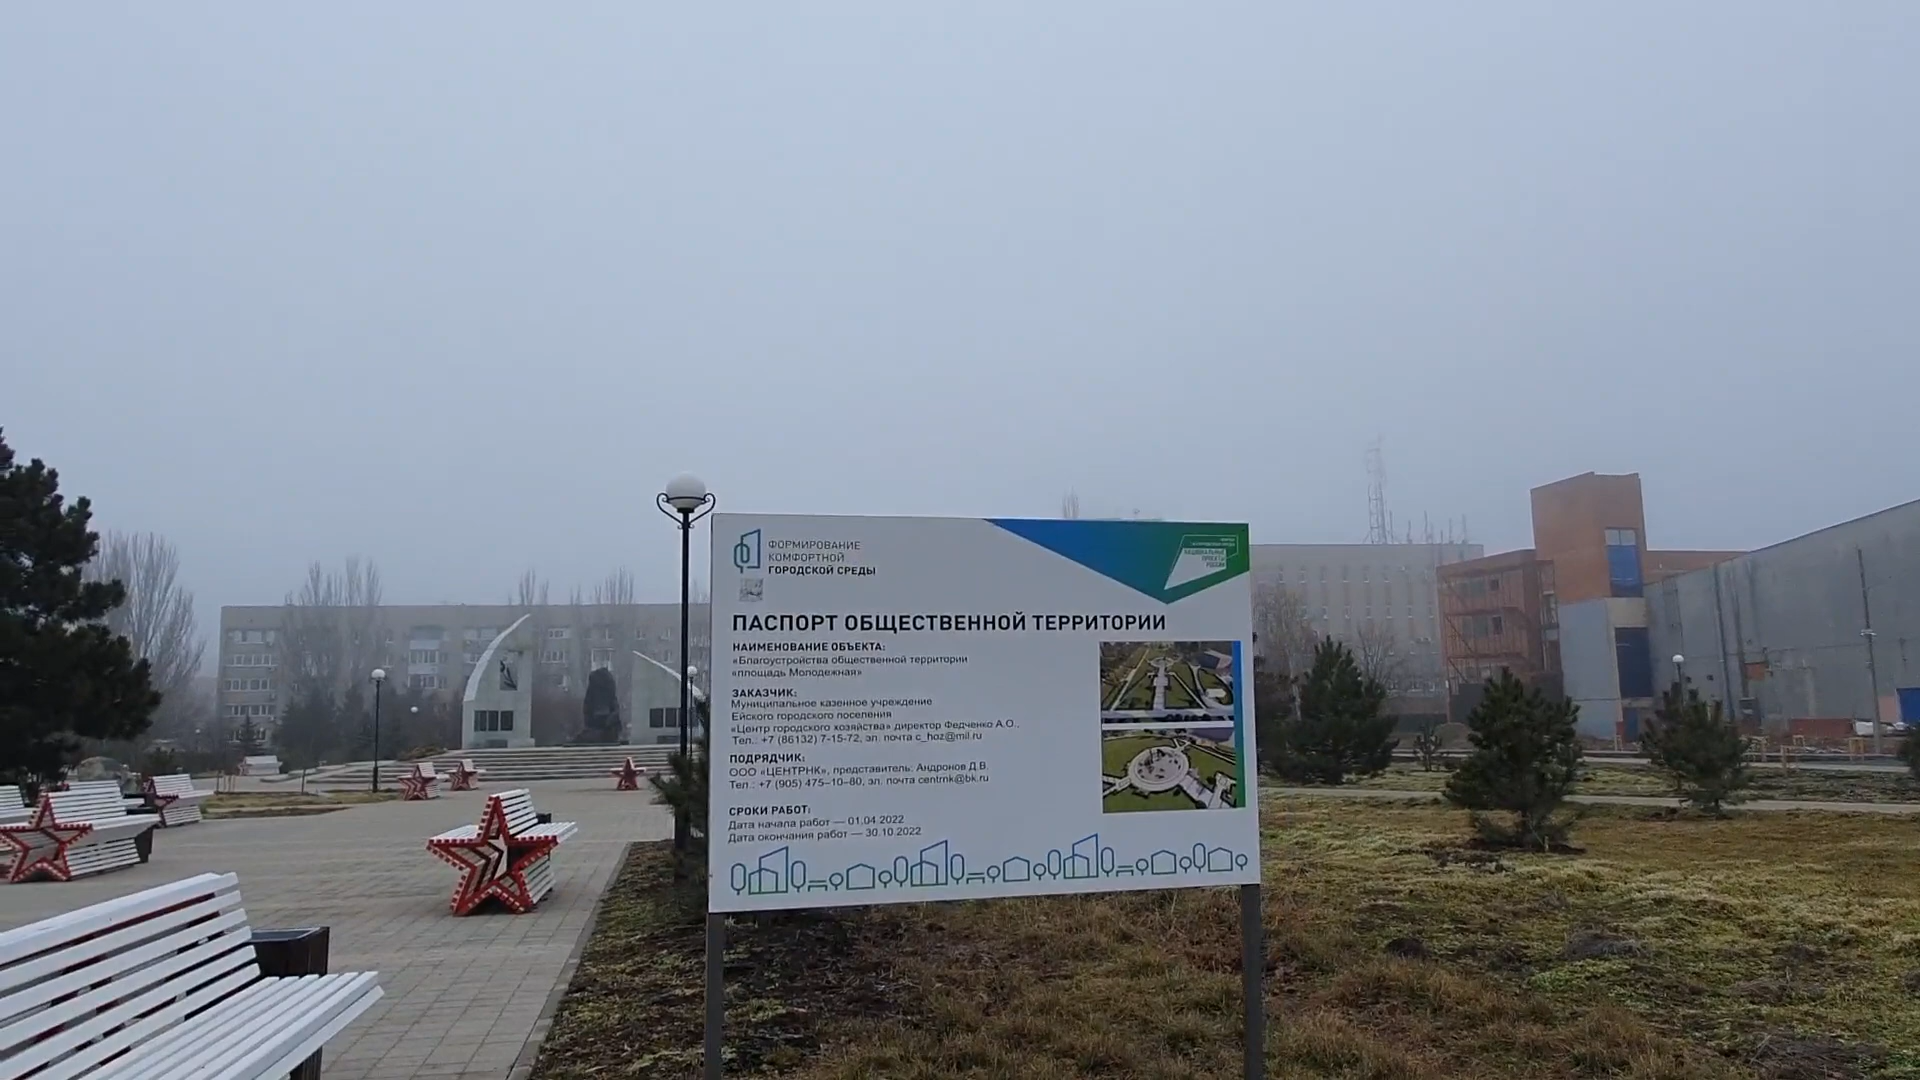 ФОРМИРОВАНИЕ
КОМФОРТНОЙ
ГОРОДСКОЙ СРЕДЫ
НАЦИОНАЛЬНЫЕ
ПРОЕКТЫ
РОССИИ
ПАСПОРТ ОБЩЕСТВЕННОЙ ТЕРРИТОРИИ
НАИМЕНОВАНИЕ ОБЪЕКТА:
«Благоустройства общественной территории
«площадь Молодежная»
ЗАКАЗЧИК:
Муниципальное казенное учреждение
Ейского городского поселения
«Центр городского хозяйства» директор Федченко А.О.,
Тел.: +7 (86132) 7-15-72, эл. почта c_hoz@mil.ru
ПОДРЯДЧИК:
ООО «ЦЕНТРНК», представитель: Андронов Д.В.
Тел.: +7 (905) 475–10–80, эл. почта centrnk@bk.ru
СРОКИ РАБОТ:
Дата начала работ — 01.04.2022
Дата окончания работ — 30.10.2022